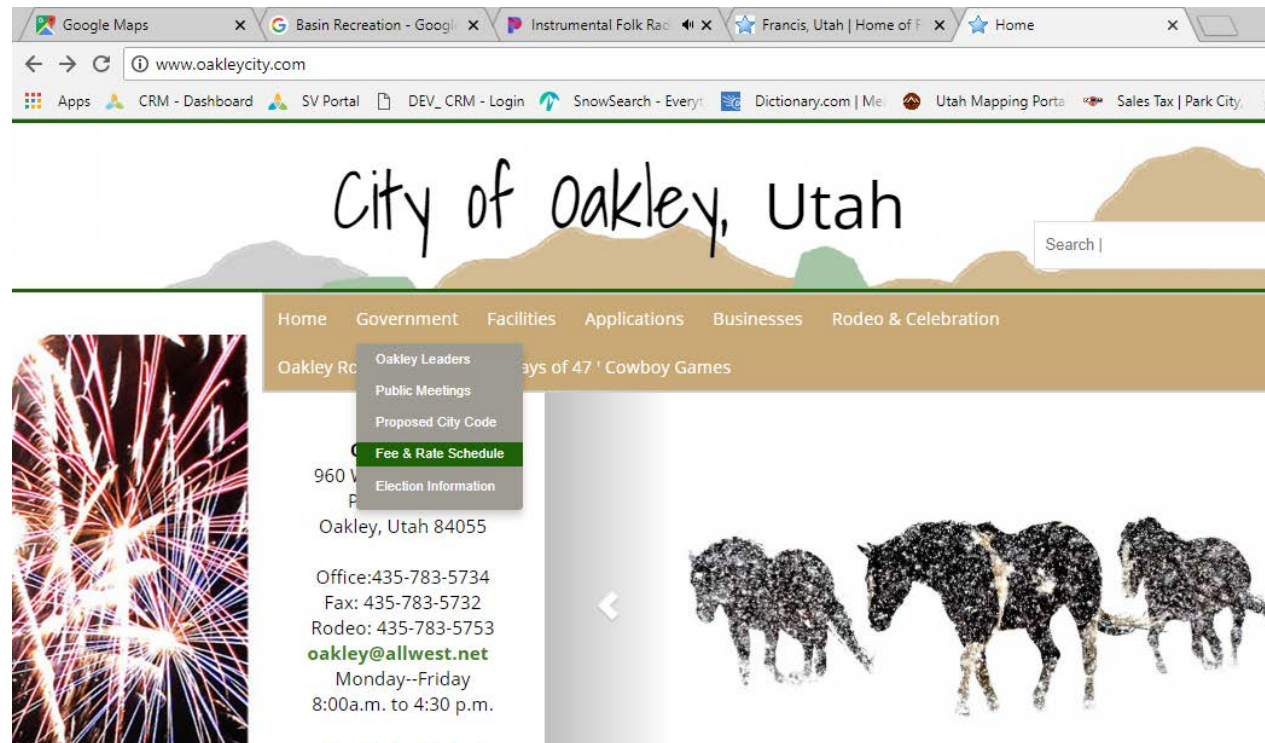 Google Maps
Basin Recreation - Googl
Instrumental Folk Rad
Francis, Utah | Home of F
Home
www.oakleycity.com
Apps CRM - Dashboard SV Portal DEV_CRM - Login SnowSearch - Everyt Dictionary.com | Me Utah Mapping Porta Sales Tax | Park City,
City of Oakley, Utah
Search |
Home Government Facilities Applications Businesses Rodeo & Celebration
Oakley Ro ays of 47 ' Cowboy Games
Oakley Leaders
Public Meetings
Proposed City Code
Fee & Rate Schedule
Election Information
960 W
P
Oakley, Utah 84055
Office:435-783-5734
Fax: 435-783-5732
Rodeo: 435-783-5753
oakley@allwest.net
Monday--Friday
8:00a.m. to 4:30 p.m.